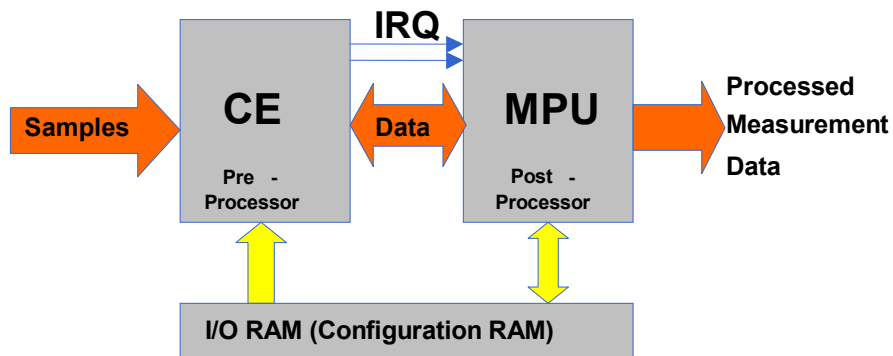 IRQ
Samples
CE
Pre - Processor
Data
MPU
Post - Processor
Processed
Measurement
Data
I/O RAM (Configuration RAM)